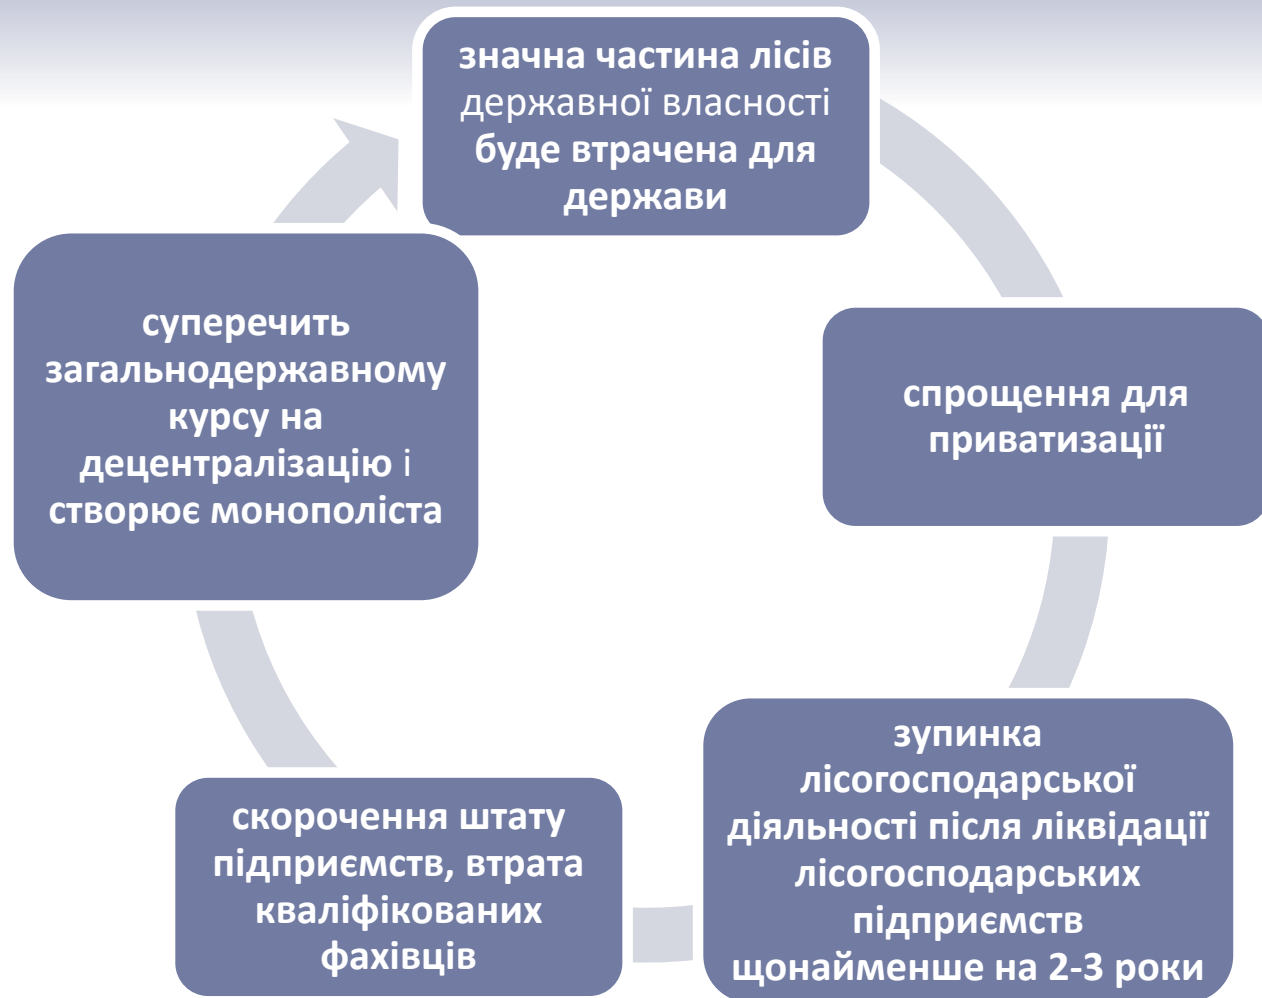 значна частина лісів
державної власності
буде втрачена для
держави
спрощення для
приватизації
зупинка
лісогосподарської
діяльності після ліквідації
лісогосподарських
підприємств
щонайменше на 2-3 роки
скорочення штату
підприємств, втрата
кваліфікованих
фахівців
суперечить
загальнодержавному
курсу на
децентралізацію і
створює монополіста